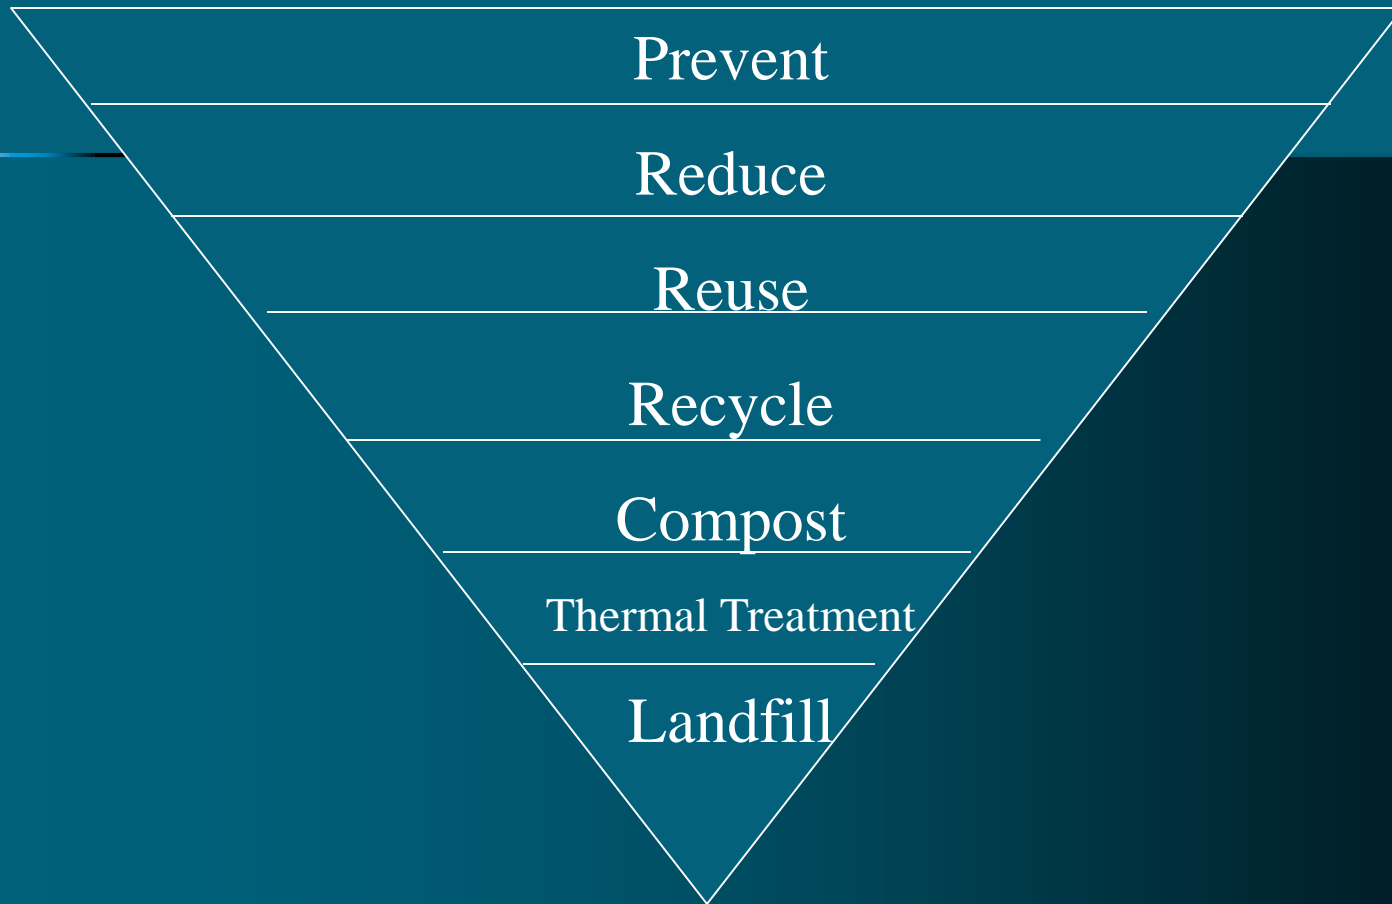 Prevent
Reduce
Reuse
Recycle
Compost
Thermal Treatment
Landfill